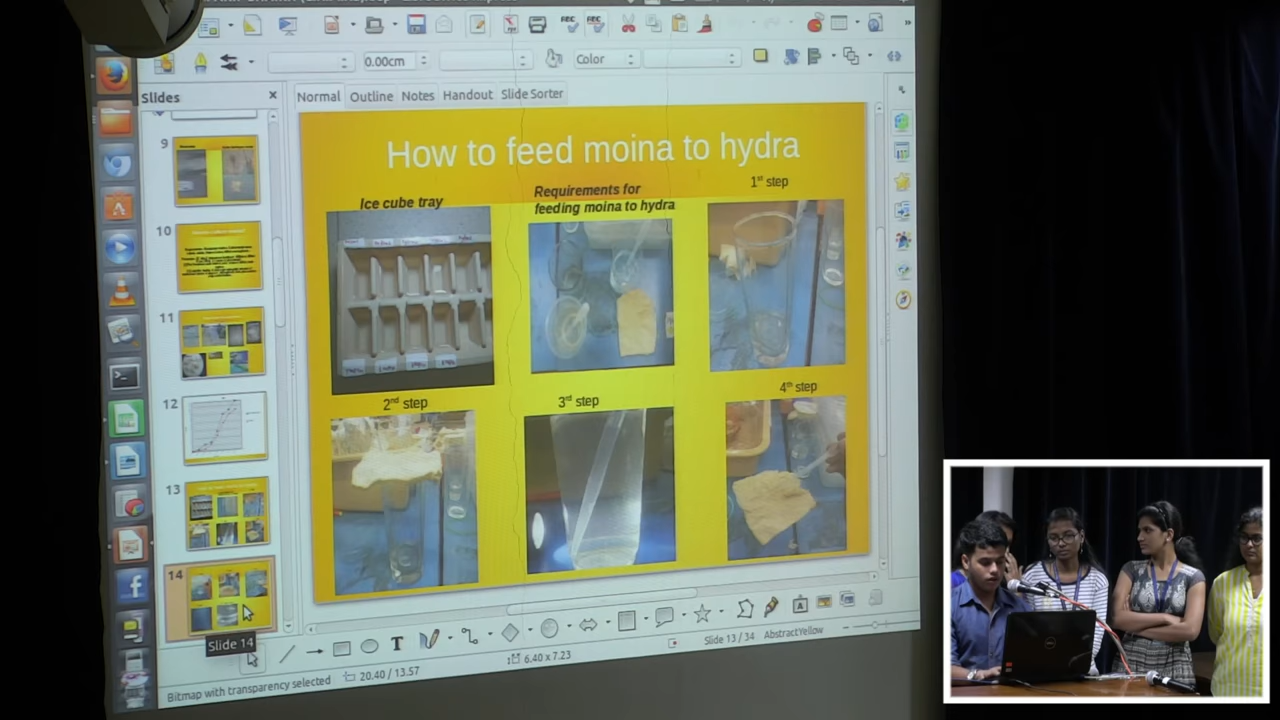 ABC
ABC
0.00cm
Color
Slides
Normal
Outline
Notes
Handout
Slide Sorter
9
10
11
12
13
14
Slide 14
How to feed moina to hydra
Ice cube tray
Requirements for
feeding moina to hydra
1st step
2nd step
3rd step
4th step
T
Bitmap with transparency selected
20.40 / 13.57
6.40 x 7.23
Slide 13 / 34
AbstractYellow